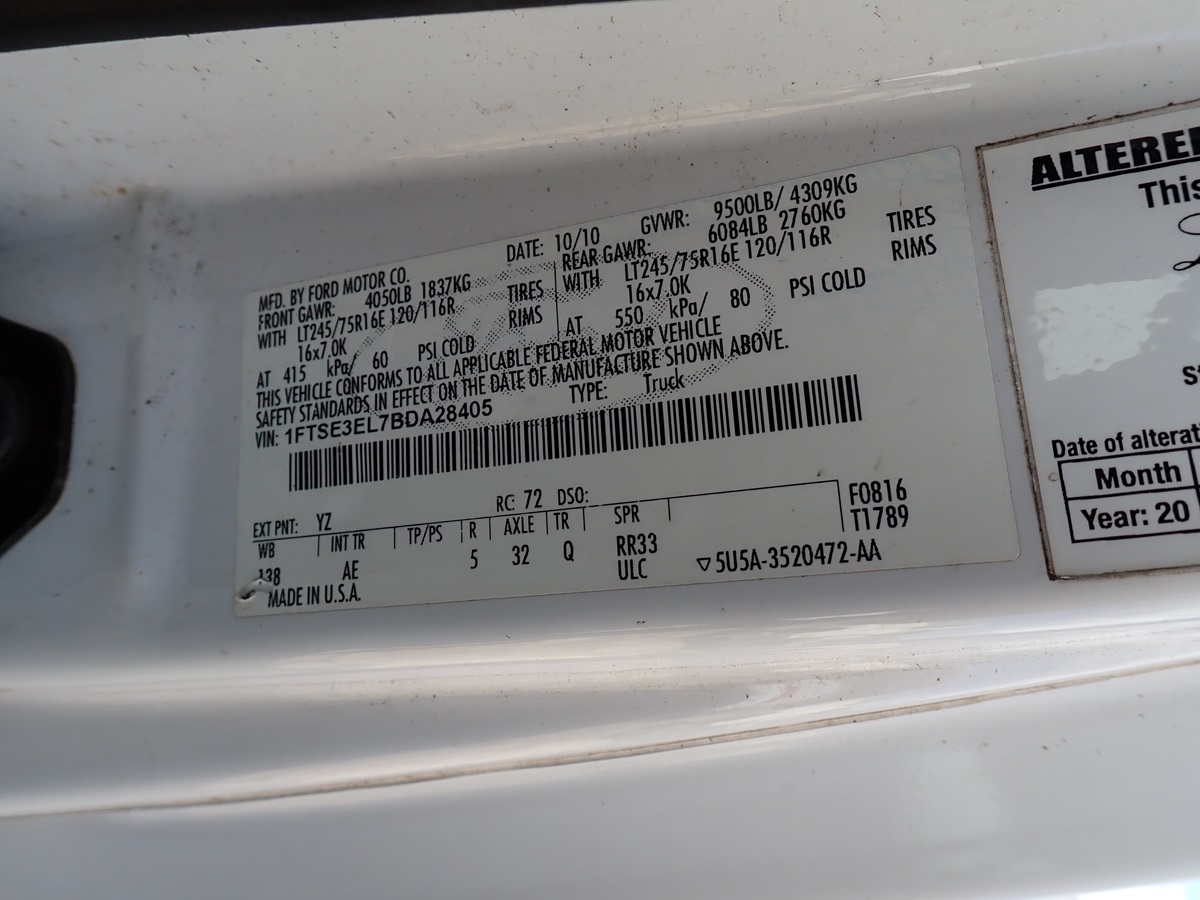 MFD. BY FORD MOTOR CO.
DATE: 10/10
GVWR: 9500LB/ 4309KG
FRONT GAWR: 4050LB 1837KG
WITH LT245/75R16E 120/116R TIRES
16x7.0K RIMS
AT 415 kPa/ 60 PSI COLD
REAR GAWR: 6084LB 2760KG
WITH LT245/75R16E 120/116R TIRES
16x7.0K RIMS
AT 550 kPa/ 80 PSI COLD
THIS VEHICLE CONFORMS TO ALL APPLICABLE FEDERAL MOTOR VEHICLE
SAFETY STANDARDS IN EFFECT ON THE DATE OF MANUFACTURE SHOWN ABOVE.
VIN: 1FTSE3EL7BDA28405
TYPE: Truck
EXT PNT: YZ RC: 72 DSO:
WB INT TR TP/PS R AXLE TR SPR
138 AE 5 32 Q RR33
ULC
F0816
T1789
MADE IN U.S.A.
▽5U5A-3520472-AA
ALTERE
This
Date of alterati
Month
Year: 20